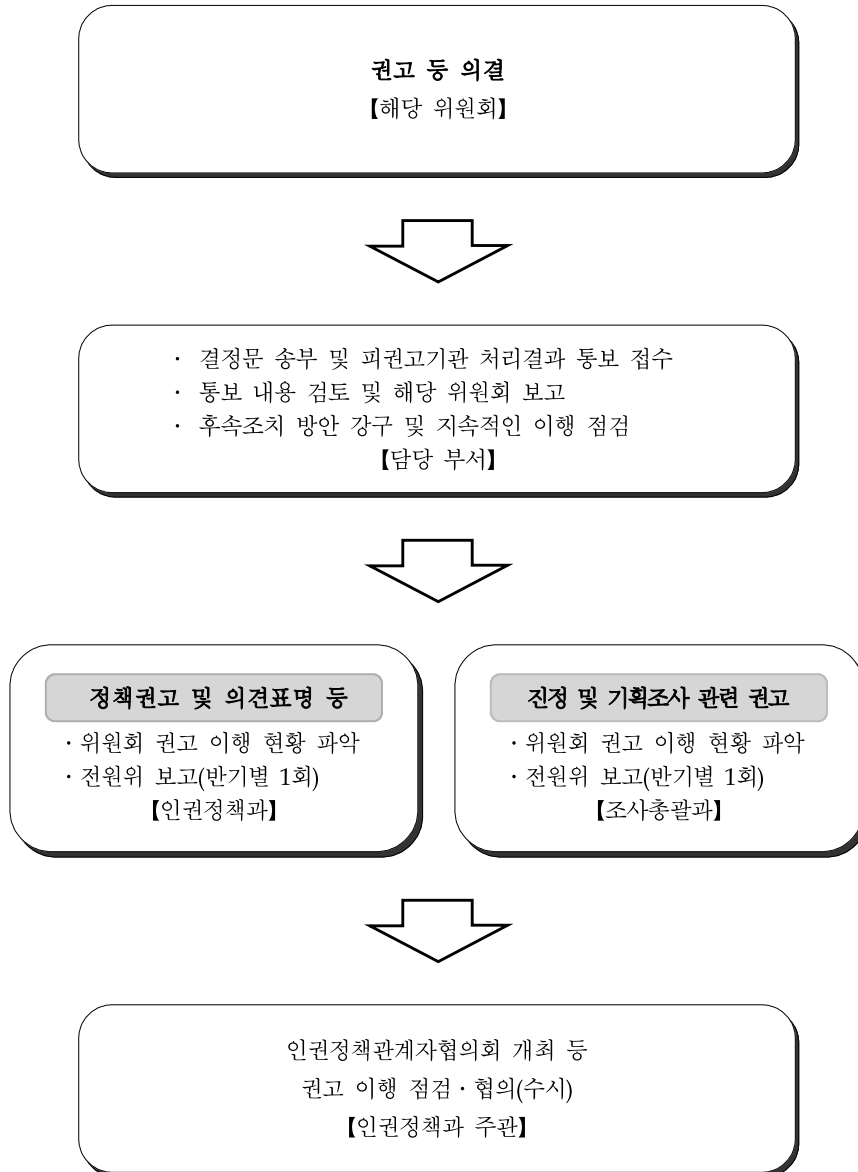 권고 등 의결
【해당 위원회】
· 결정문 송부 및 피권고기관 처리결과 통보 접수
· 통보 내용 검토 및 해당 위원회 보고
· 후속조치 방안 강구 및 지속적인 이행 점검
【담당 부서】
정책권고 및 의견표명 등
· 위원회 권고 이행 현황 파악
· 전원위 보고(반기별 1회)
【인권정책과】
진정 및 기획조사 관련 권고
· 위원회 권고 이행 현황 파악
· 전원위 보고(반기별 1회)
【조사총괄과】
인권정책관계자협의회 개최 등
권고 이행 점검·협의(수시)
【인권정책과 주관】